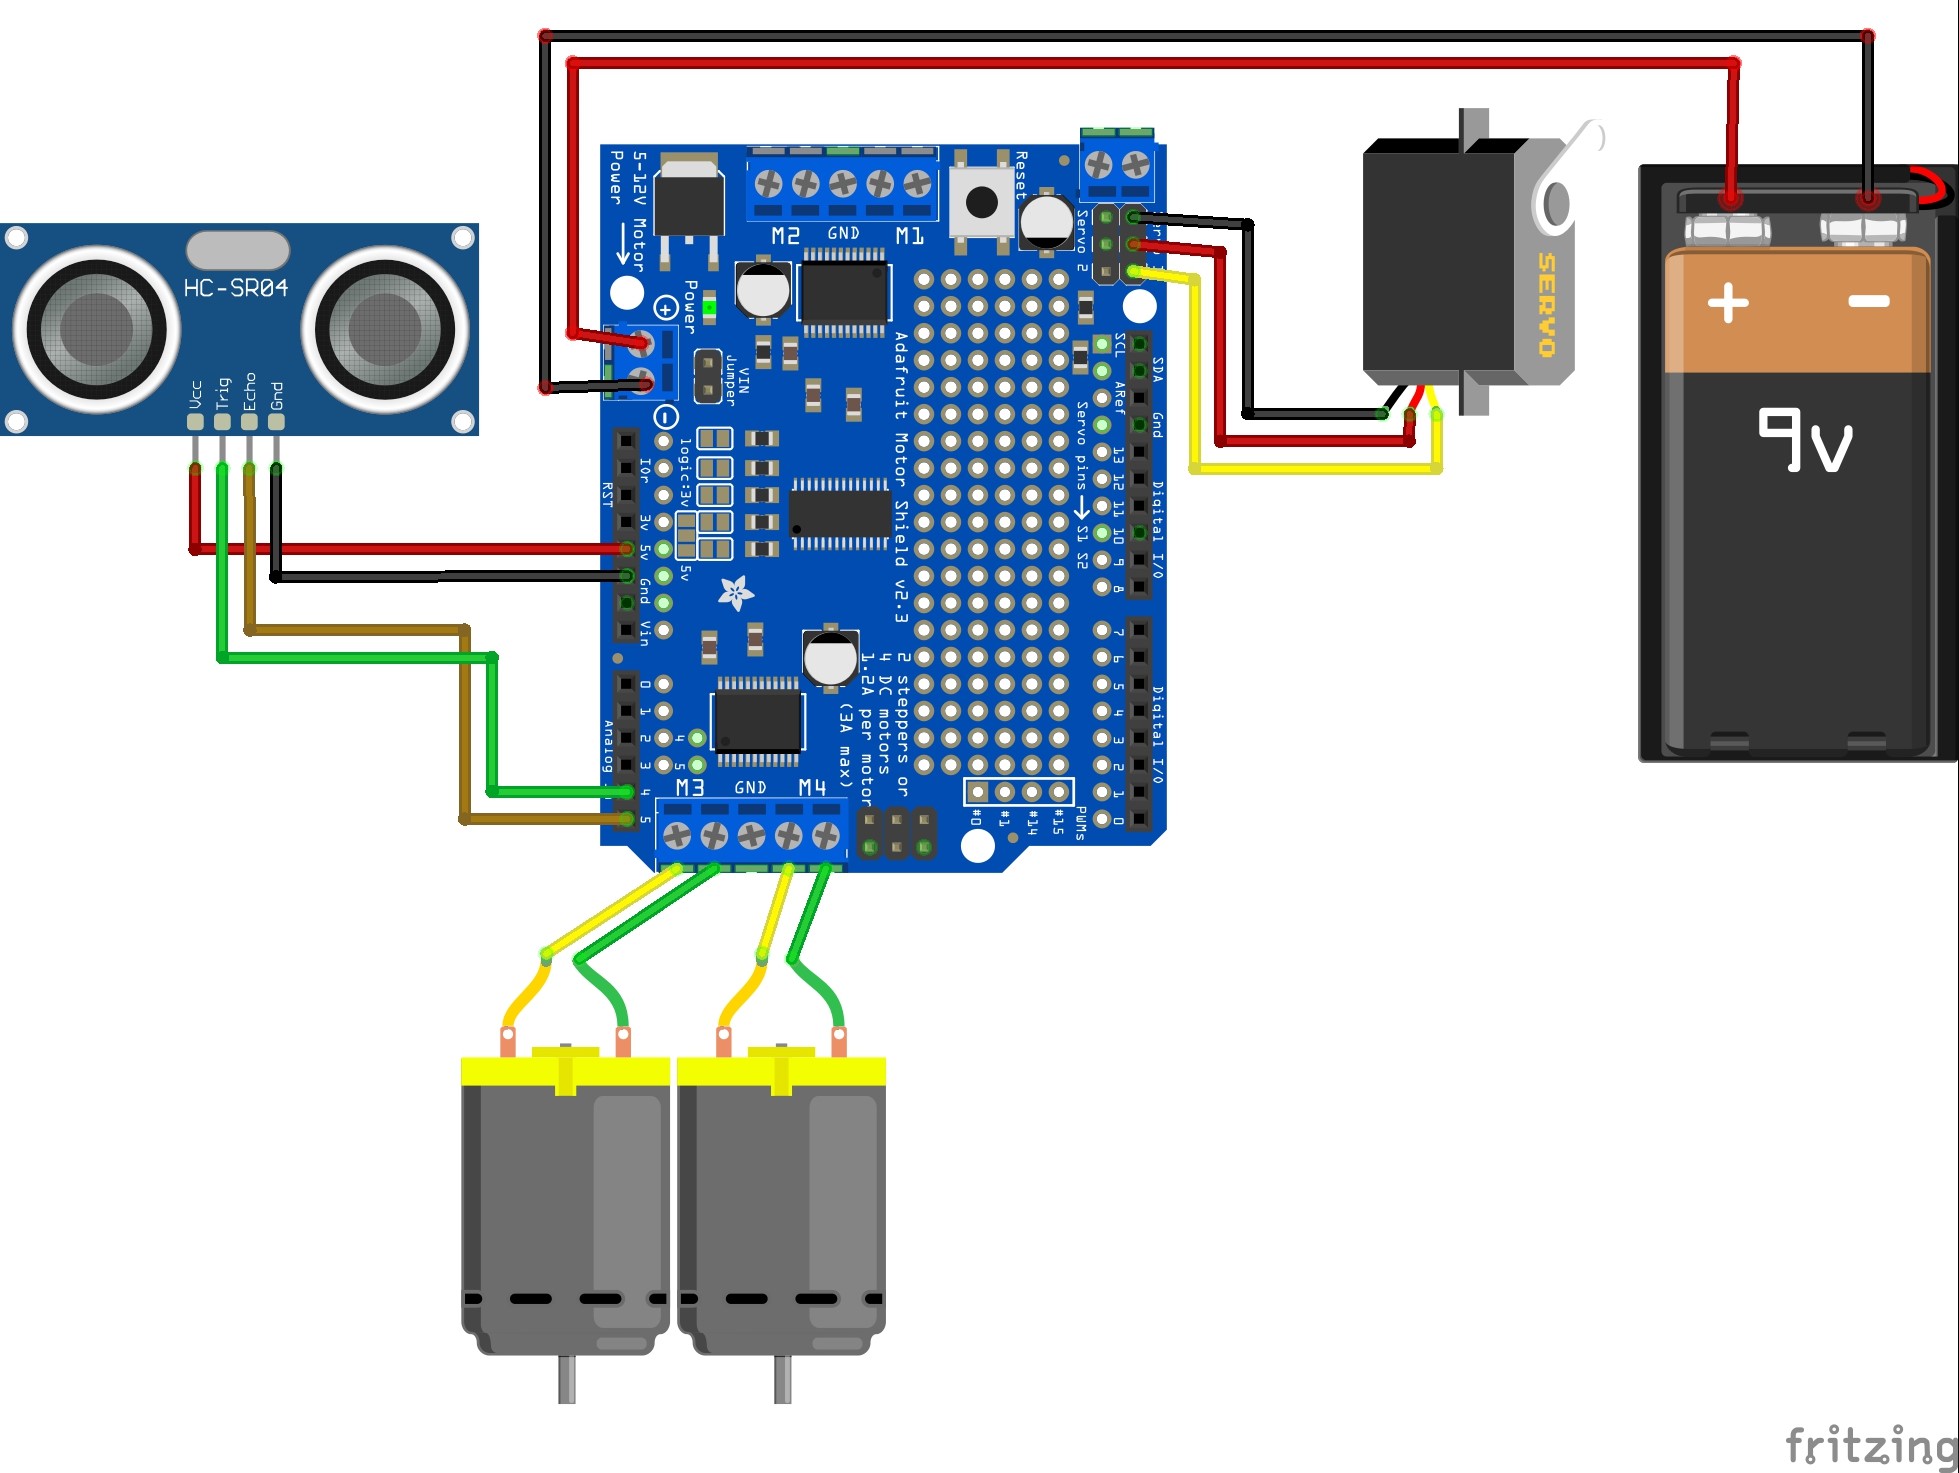 HC-SR04
Vcc
Trig
Echo
Gnd
5-12V Motor
Power
M2
GND
M1
Reset
Servo 2
+
Power
VIN
Jumper
-
Adafruit Motor Shield v2.3
SCL
SDA
ARef
Gnd
Servo pins
13
12
11
10
9
8
S1
S2
Digital I/O
logic:3v
5v
RST
IOr
3v
5v
Gnd
Vin
7
6
5
4
3
2
1
0
Digital I/O
Analog
0
1
2
3
4
5
4
5
2 steppers or
4 DC motors
1.2A per motor
(3A max)
M3
GND
M4
#0
#1
#14
#15
PWMs
SERVO
+
-
9v
fritzing